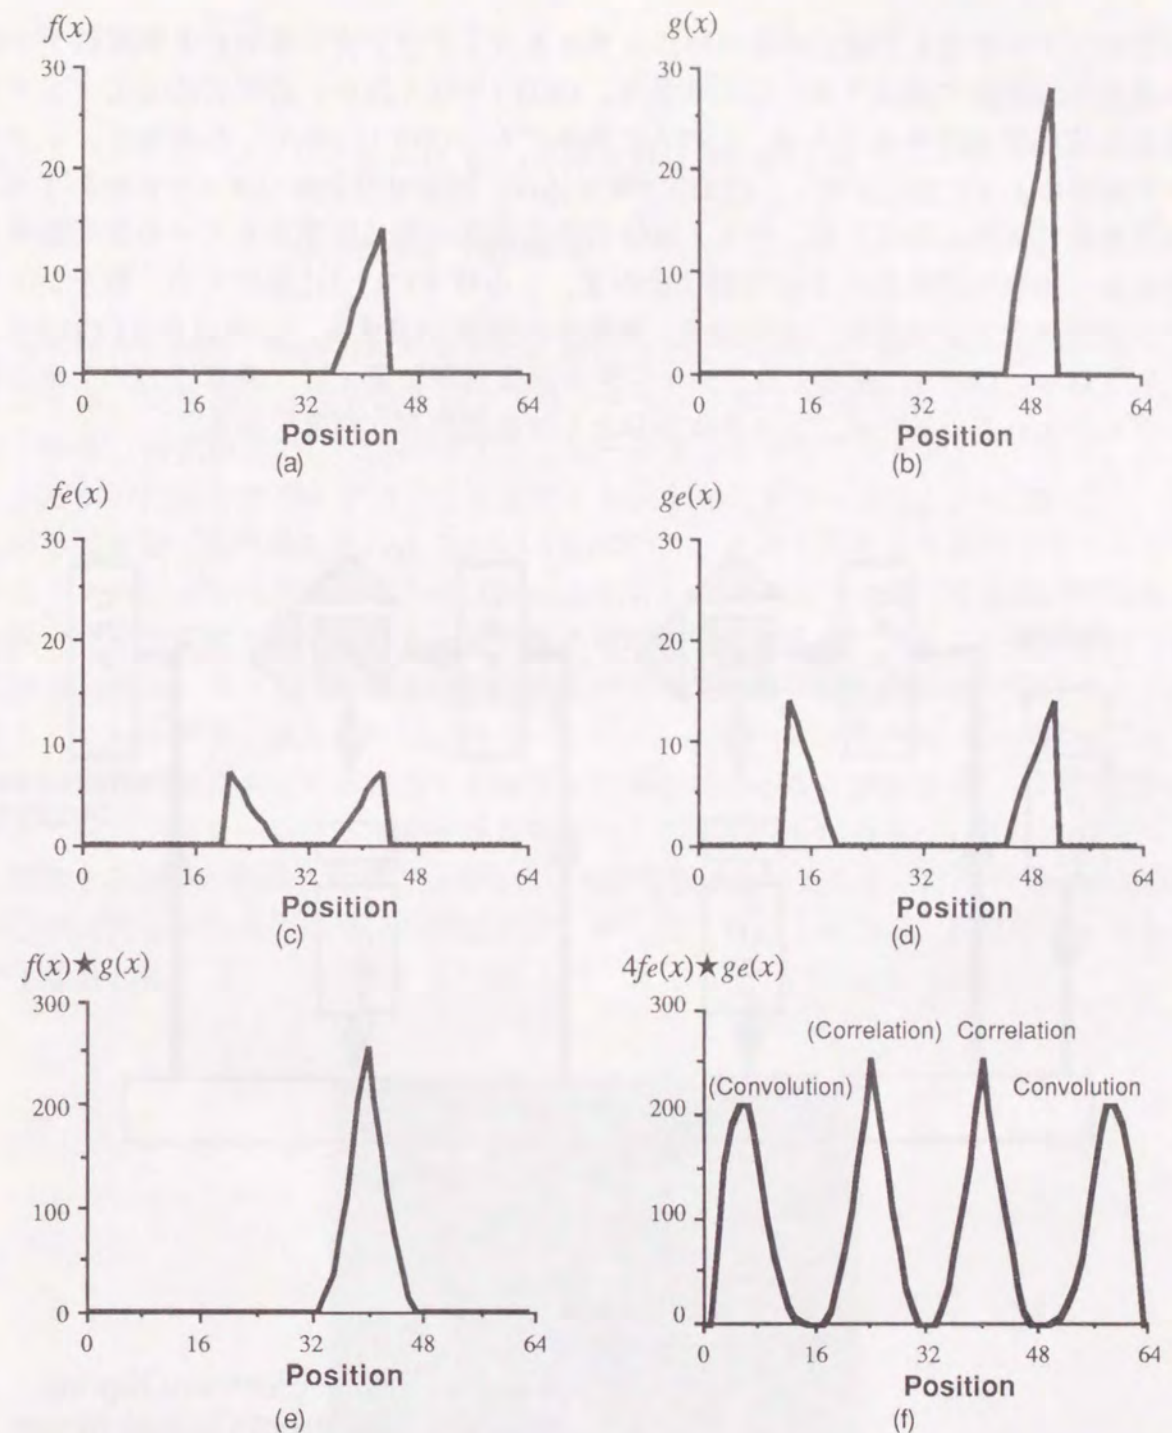 f(x)
30
20
10
0
0 16 32 48 64
Position
(a)
g(x)
30
20
10
0
0 16 32 48 64
Position
(b)
fe(x)
30
20
10
0
0 16 32 48 64
Position
(c)
ge(x)
30
20
10
0
0 16 32 48 64
Position
(d)
f(x)★g(x)
300
200
100
0
0 16 32 48 64
Position
(e)
4fe(x)★ge(x)
300
(Correlation) Correlation
(Convolution) Convolution
200
100
0
0 16 32 48 64
Position
(f)